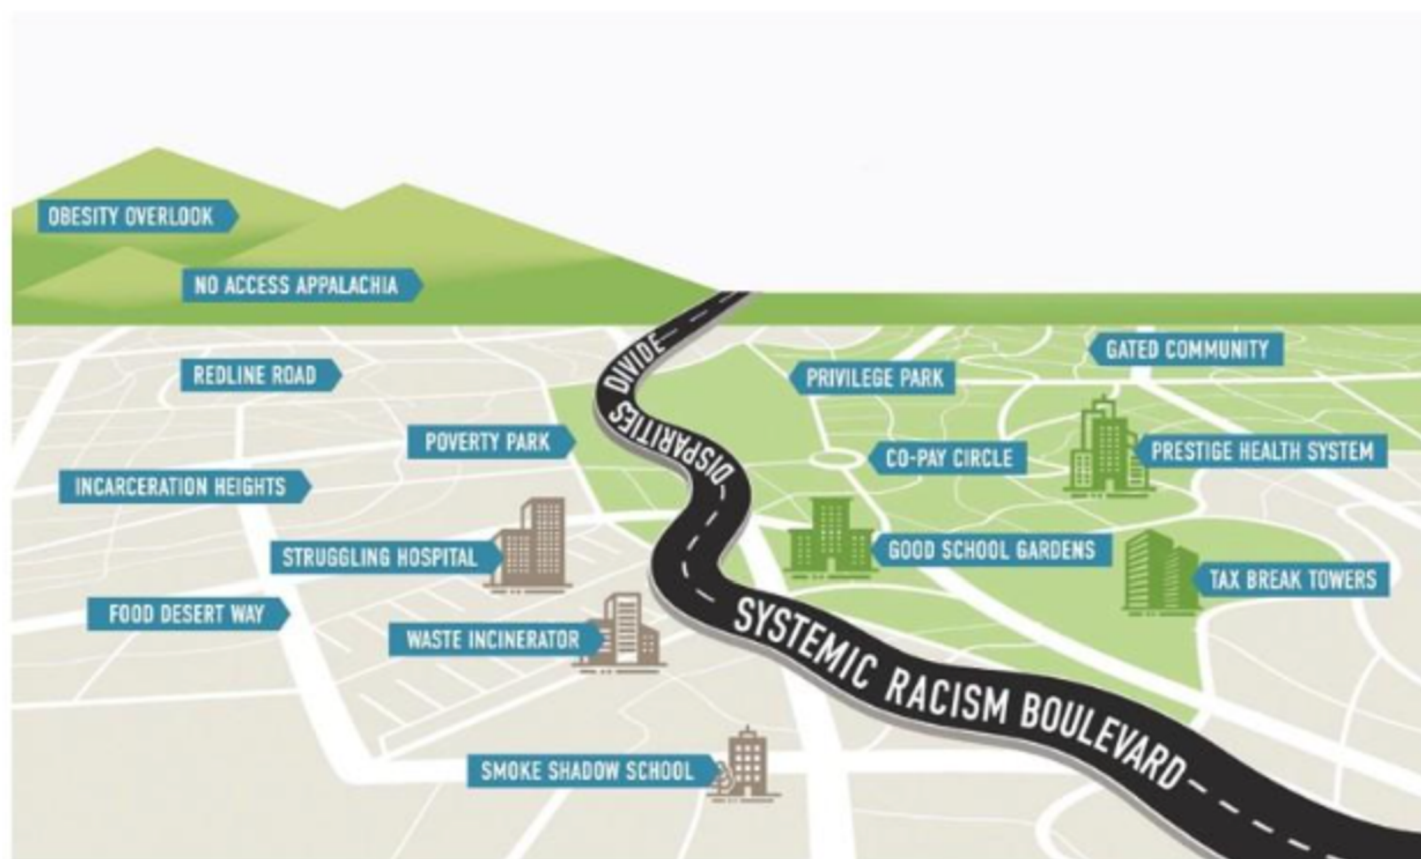 OBESITY OVERLOOK
NO ACCESS APPALACHIA
REDLINE ROAD
POVERTY PARK
INCARCERATION HEIGHTS
STRUGGLING HOSPITAL
FOOD DESERT WAY
WASTE INCINERATOR
SMOKE SHADOW SCHOOL
DISPARITIES DIVIDE
SYSTEMIC RACISM BOULEVARD
GATED COMMUNITY
PRIVILEGE PARK
CO-PAY CIRCLE
PRESTIGE HEALTH SYSTEM
GOOD SCHOOL GARDENS
TAX BREAK TOWERS